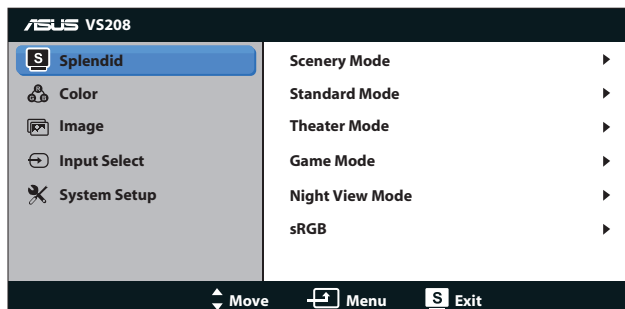 ASUS VS208
S Splendid
Color
Image
Input Select
System Setup
Scenery Mode
Standard Mode
Theater Mode
Game Mode
Night View Mode
sRGB
Move Menu S Exit